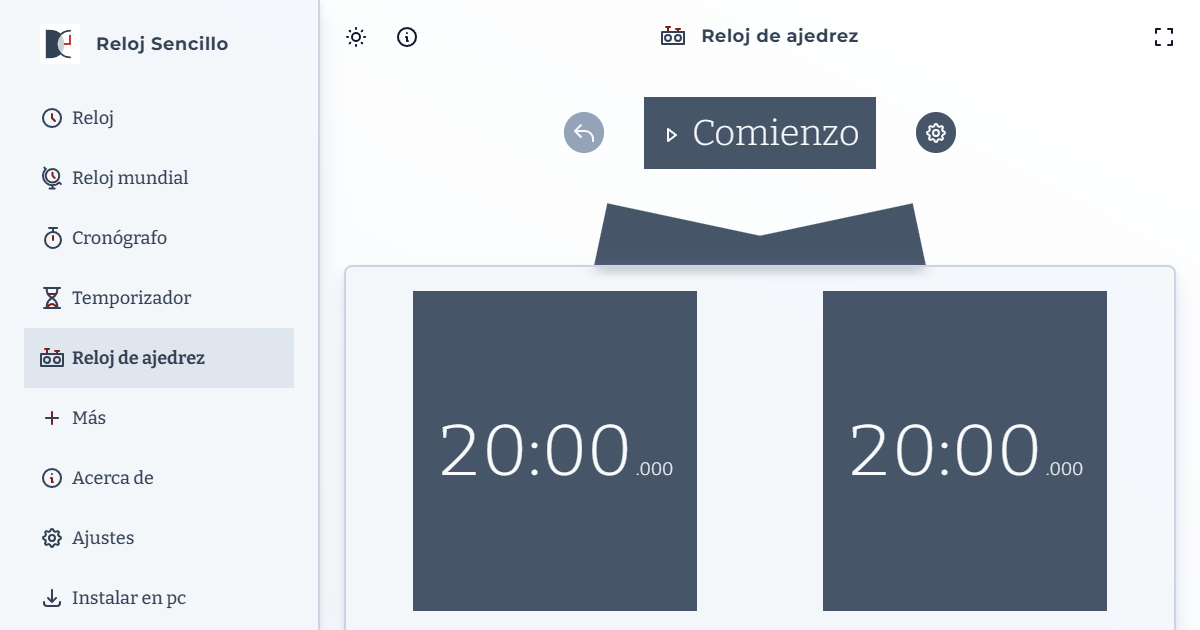 Reloj Sencillo
Reloj
Reloj mundial
Cronógrafo
Temporizador
Reloj de ajedrez
Más
Acerca de
Ajustes
Instalar en pc
Reloj de ajedrez
Comienzo
20:00.000
20:00.000